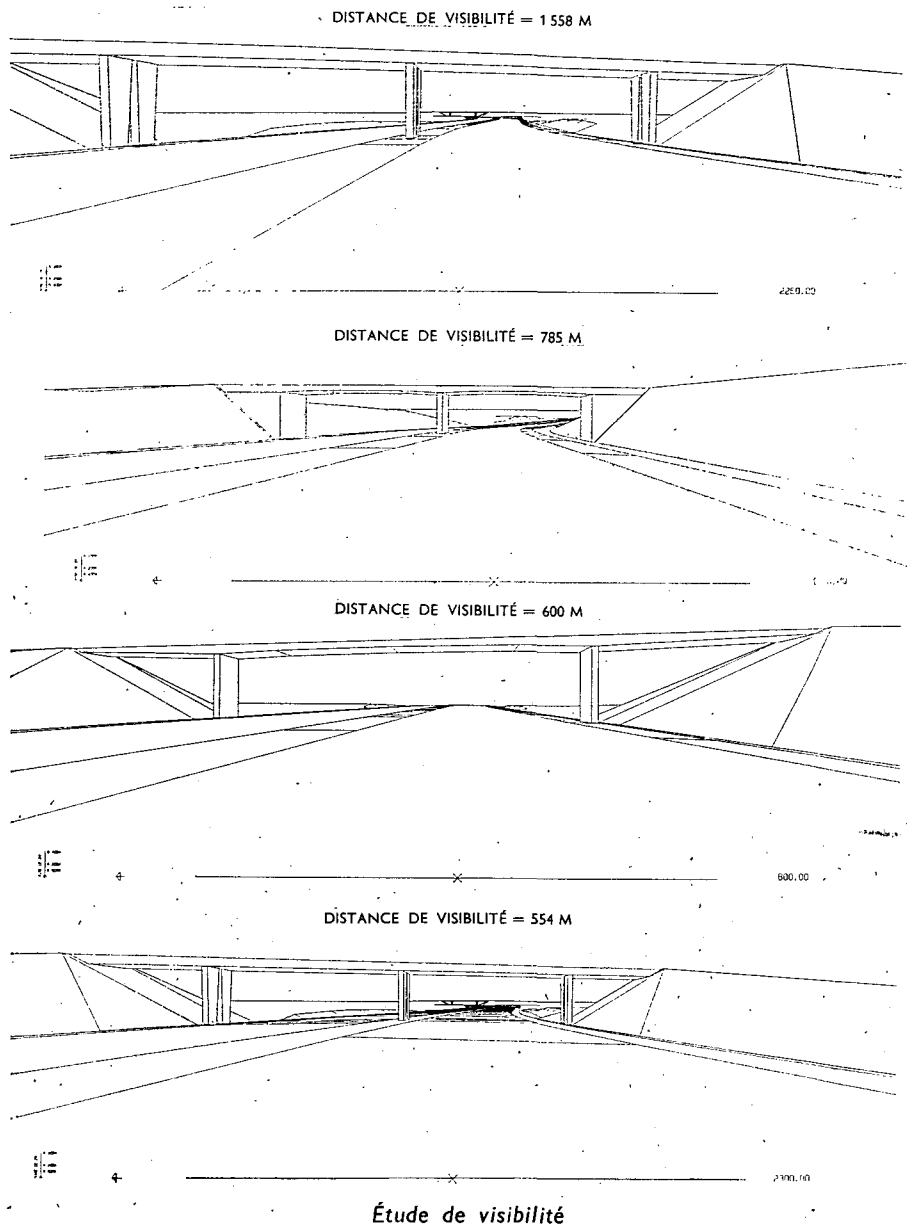 DISTANCE DE VISIBILITÉ = 1 558 M
2250.00
DISTANCE DE VISIBILITÉ = 785 M
DISTANCE DE VISIBILITÉ = 600 M
600.00
DISTANCE DE VISIBILITÉ = 554 M
2300.00
Étude de visibilité